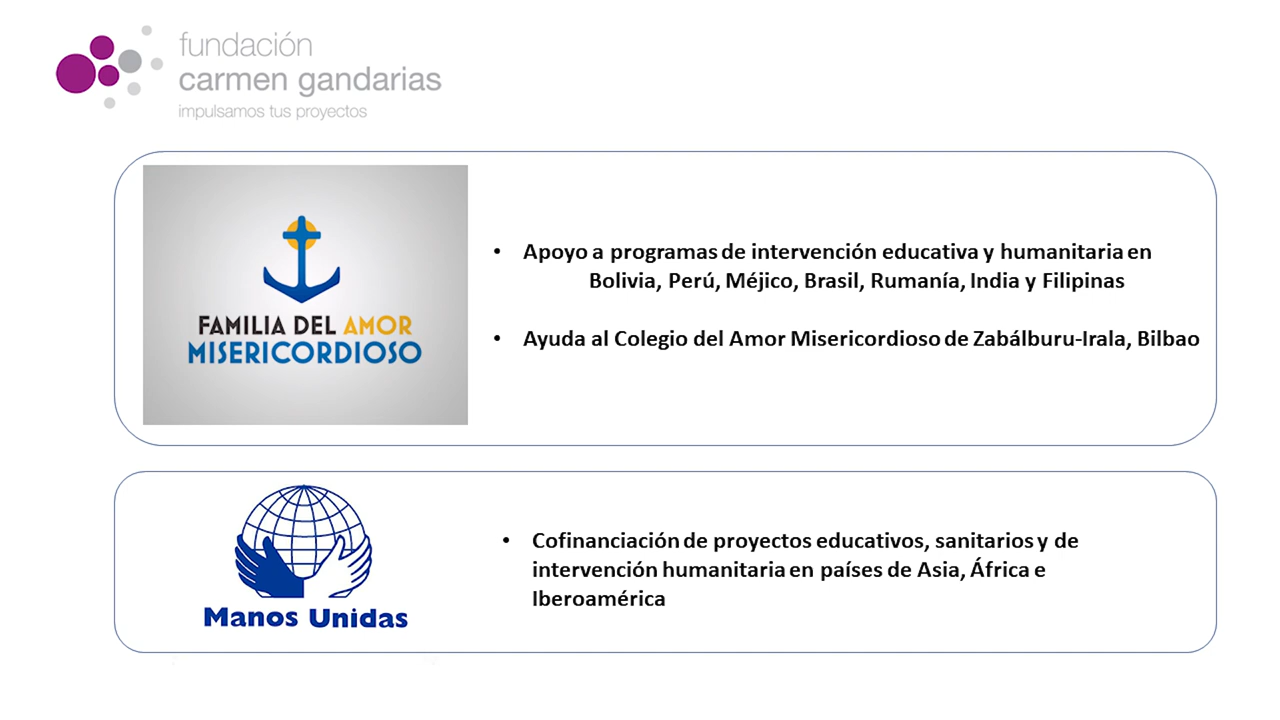 fundación
carmen gandarias
impulsamos tus proyectos
FAMILIA DEL AMOR
MISERICORDIOSO
• Apoyo a programas de intervención educativa y humanitaria en
Bolivia, Perú, Méjico, Brasil, Rumanía, India y Filipinas
• Ayuda al Colegio del Amor Misericordioso de Zabálburu-Irala, Bilbao
Manos Unidas
• Cofinanciación de proyectos educativos, sanitarios y de
intervención humanitaria en países de Asia, África e
Iberoamérica